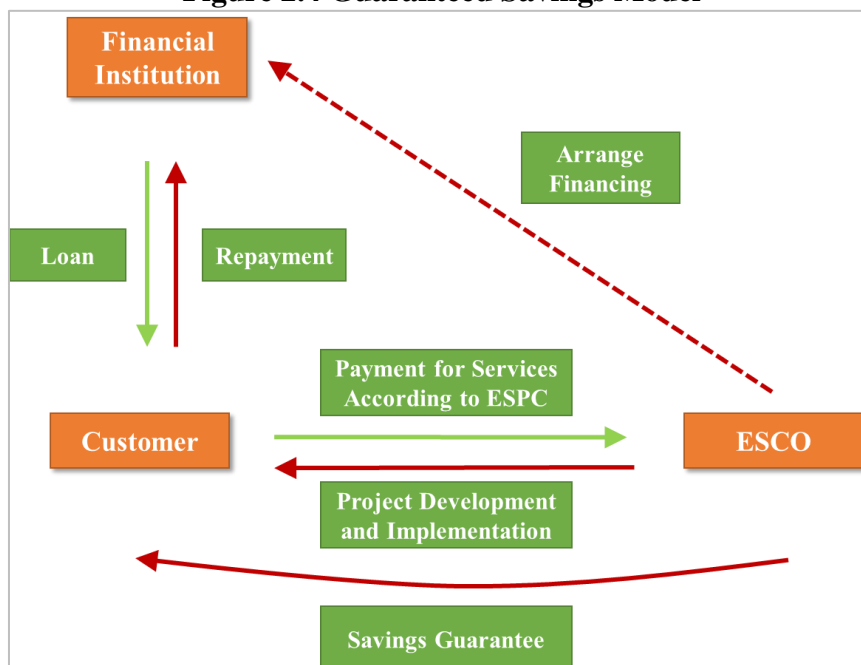 Figure 2.4 Guaranteed Savings Model
Financial
Institution
Arrange
Financing
Loan
Repayment
Payment for Services
According to ESPC
Customer
ESCO
Project Development
and Implementation
Savings Guarantee